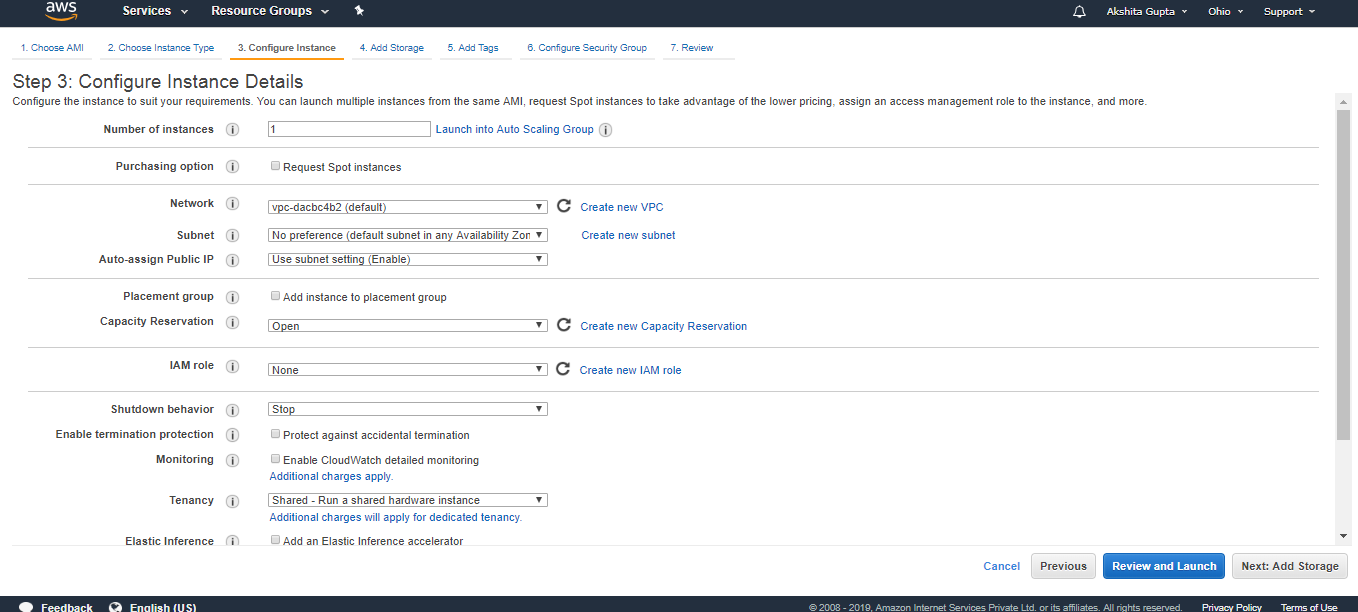 aws Services Resource Groups Akshita Gupta Ohio Support
1. Choose AMI 2. Choose Instance Type 3. Configure Instance 4. Add Storage 5. Add Tags 6. Configure Security Group 7. Review
Step 3: Configure Instance Details
Configure the instance to suit your requirements. You can launch multiple instances from the same AMI, request Spot instances to take advantage of the lower pricing, assign an access management role to the instance, and more.
Number of instances i 1 Launch into Auto Scaling Group i
Purchasing option i Request Spot instances
Network i vpc-dacbc4b2 (default) Create new VPC
Subnet i No preference (default subnet in any Availability Zon Create new subnet
Auto-assign Public IP i Use subnet setting (Enable)
Placement group i Add instance to placement group
Capacity Reservation i Open Create new Capacity Reservation
IAM role i None Create new IAM role
Shutdown behavior i Stop
Enable termination protection i Protect against accidental termination
Monitoring i Enable CloudWatch detailed monitoring
Additional charges apply.
Tenancy i Shared - Run a shared hardware instance
Additional charges will apply for dedicated tenancy.
Elastic Inference i Add an Elastic Inference accelerator
Cancel Previous Review and Launch Next: Add Storage
Feedback English (US) © 2008 - 2019, Amazon Internet Services Private Ltd. or its affiliates. All rights reserved. Privacy Policy Terms of Use